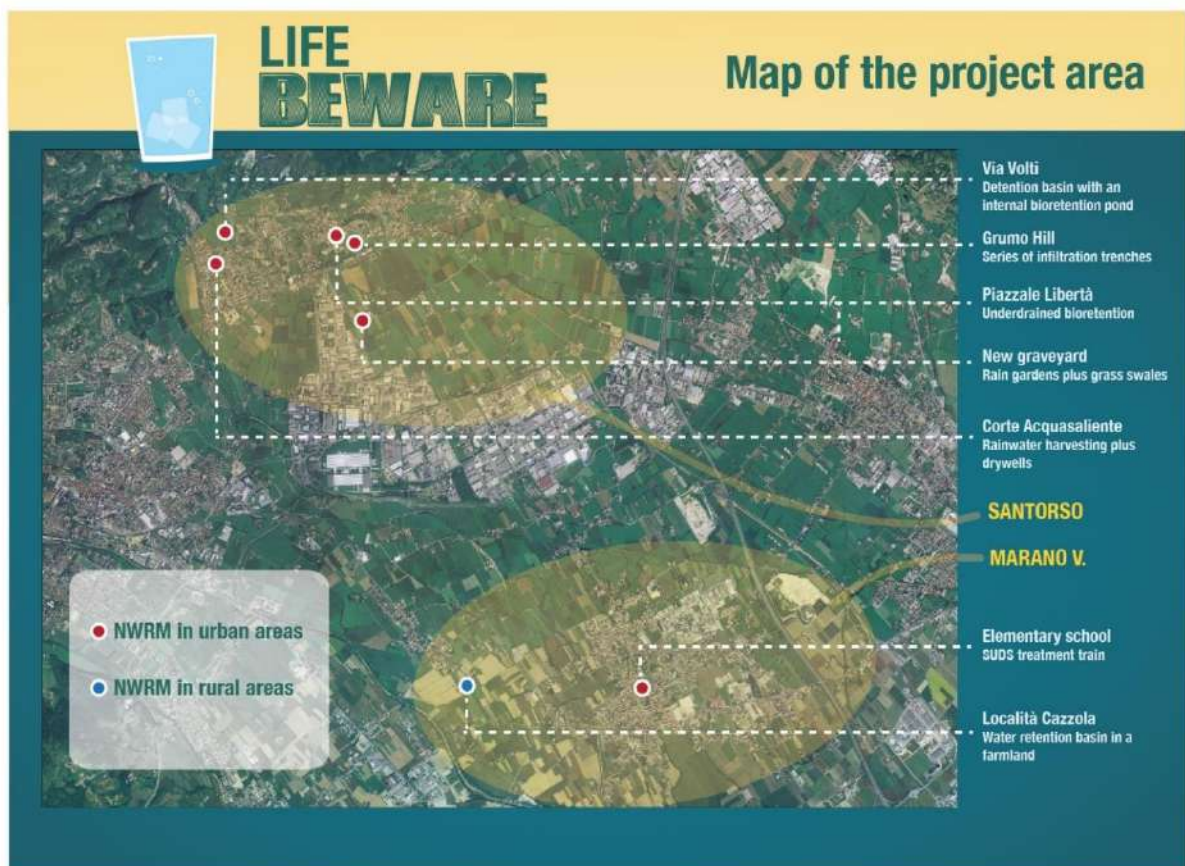 LIFE
BEWARE
Map of the project area
Via Volti
Detention basin with an
internal bioretention pond
Grumo Hill
Series of infiltration trenches
Piazzale Libertà
Underdrained bioretention
New graveyard
Rain gardens plus grass swales
Corte Acquasaliente
Rainwater harvesting plus
drywells
SANTORSO
MARANO V.
Elementary school
SUDS treatment train
Località Cazzola
Water retention basin in a
farmland
NWRM in urban areas
NWRM in rural areas